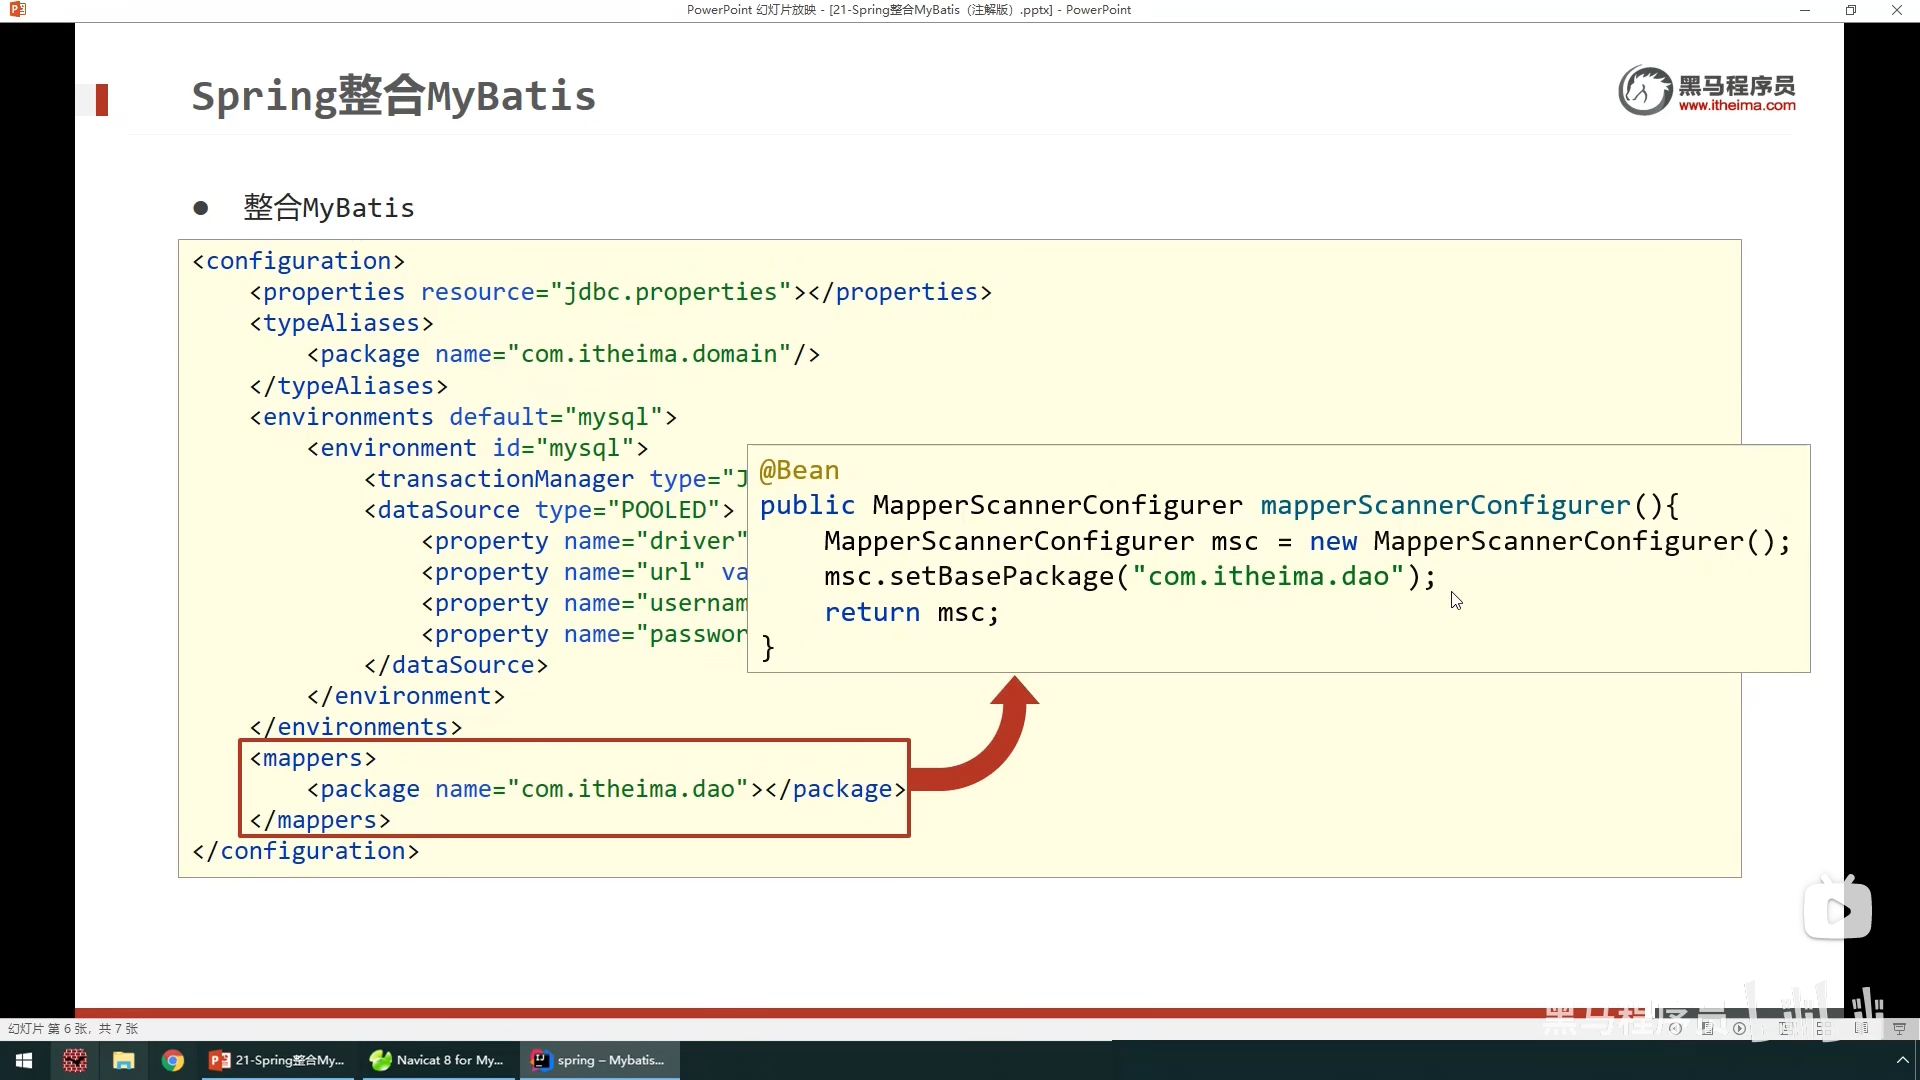 PowerPoint 幻灯片放映 - [21-Spring整合MyBatis（注解版）.pptx] - PowerPoint
Spring整合MyBatis
黑马程序员
www.itheima.com
● 整合MyBatis
<configuration>
<properties resource="jdbc.properties"></properties>
<typeAliases>
<package name="com.itheima.domain"/>
</typeAliases>
<environments default="mysql">
<environment id="mysql">
<transactionManager type="J
<dataSource type="POOLED">
<property name="driver"
<property name="url" va
<property name="usernam
<property name="passwor
</dataSource>
</environment>
</environments>
<mappers>
<package name="com.itheima.dao"></package>
</mappers>
</configuration>
@Bean
public MapperScannerConfigurer mapperScannerConfigurer(){
MapperScannerConfigurer msc = new MapperScannerConfigurer();
msc.setBasePackage("com.itheima.dao");
return msc;
}
黑马程序员
幻灯片 第 6 张，共 7 张
21-Spring整合My...
Navicat 8 for My...
spring – Mybatis...